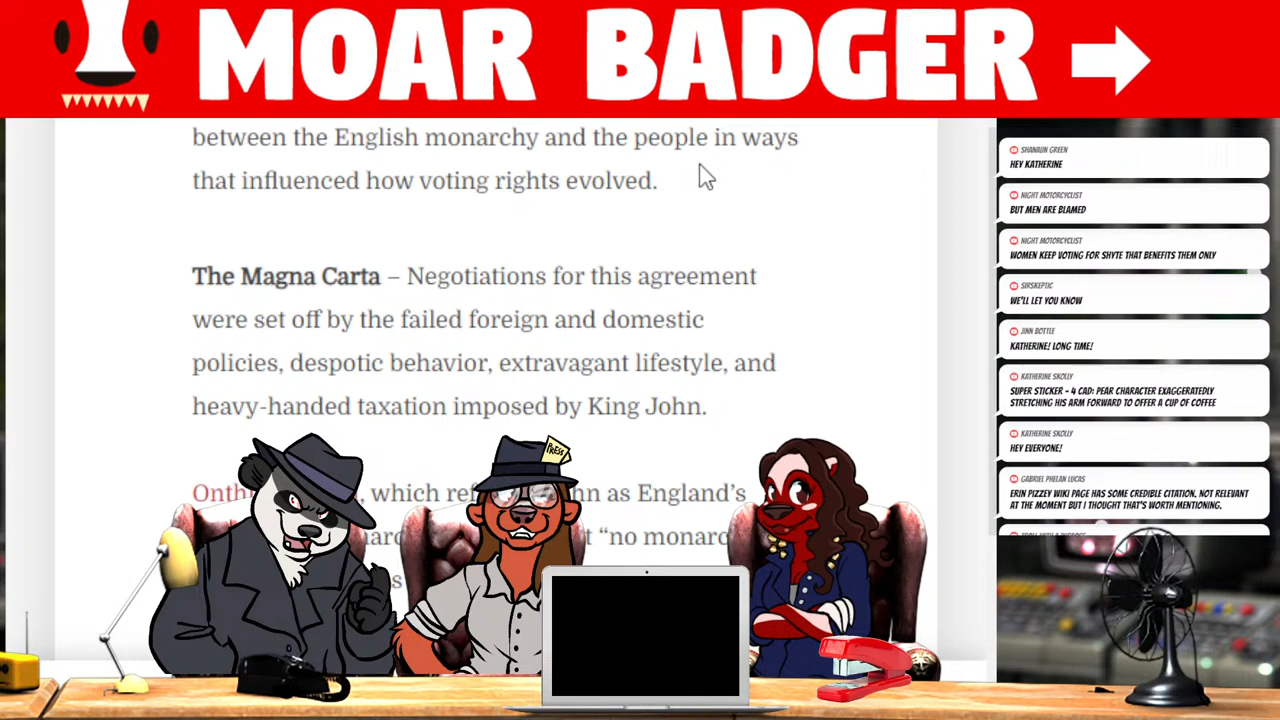 MOAR BADGER
between the English monarchy and the people in ways
that influenced how voting rights evolved.
The Magna Carta – Negotiations for this agreement
were set off by the failed foreign and domestic
policies, despotic behavior, extravagant lifestyle, and
heavy-handed taxation imposed by King John.
Onth
, which re hn as England's
t “no monarc
PRESS
SHANAUN GREEN
HEY KATHERINE
NIGHT MOTORCYCLIST
BUT MEN ARE BLAMED
NIGHT MOTORCYCLIST
WOMEN KEEP VOTING FOR SHYTE THAT BENEFITS THEM ONLY
SIRSKEPTIC
WE'LL LET YOU KNOW
JINN BOTTLE
KATHERINE! LONG TIME!
KATHERINE SKOLLY
SUPER STICKER - 4 CAD: PEAR CHARACTER EXAGGERATEDLY
STRETCHING HIS ARM FORWARD TO OFFER A CUP OF COFFEE
KATHERINE SKOLLY
HEY EVERYONE!
GABRIEL PHELAN LUCAS
ERIN PIZZEY WIKI PAGE HAS SOME CREDIBLE CITATION. NOT RELEVANT
AT THE MOMENT BUT I THOUGHT THAT'S WORTH MENTIONING.